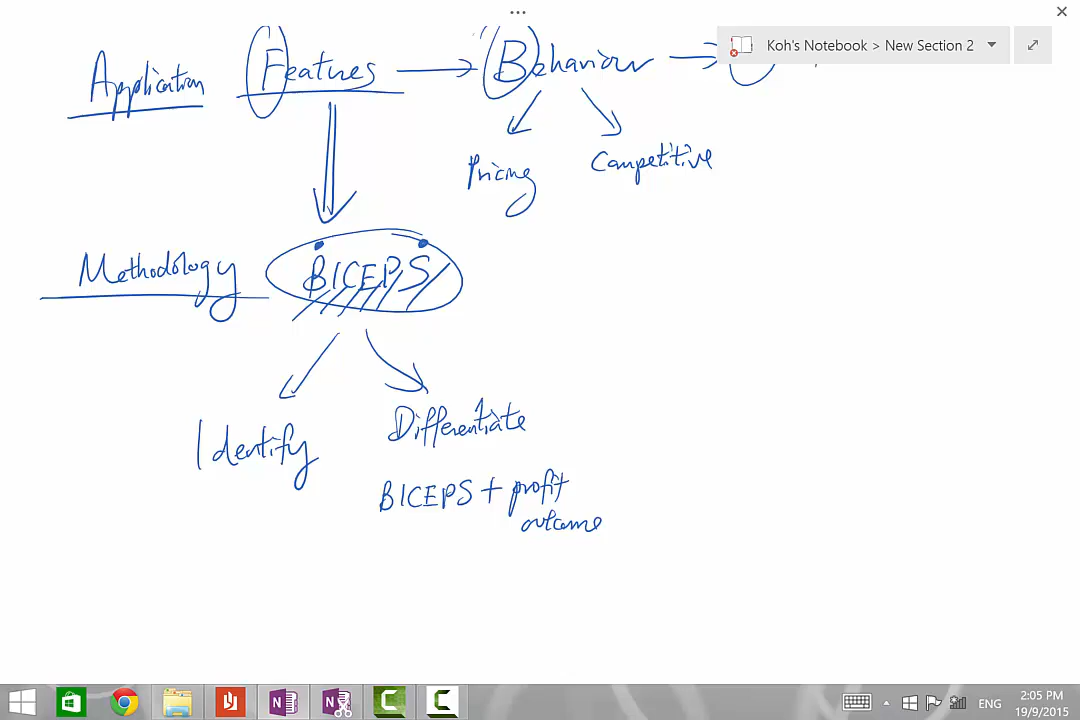 Koh's Notebook > New Section 2
Application Features Behaviour
Pricing Competitive
Methodology BICEPS
Identify Differentiate
BICEPS + profit
outcome
ENG
2:05 PM
19/9/2015